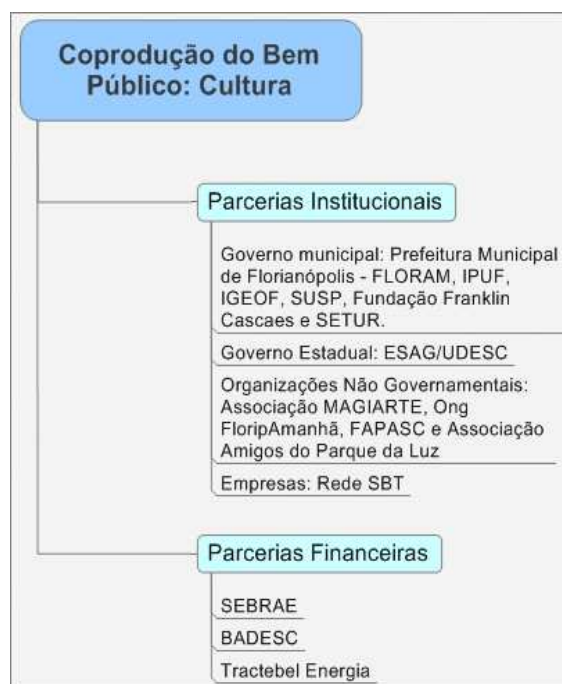 Coprodução do Bem
Público: Cultura
Parcerias Institucionais
Governo municipal: Prefeitura Municipal
de Florianópolis - FLORAM, IPUF,
IGEOF, SUSP, Fundação Franklin
Cascaes e SETUR.
Governo Estadual: ESAG/UDESC
Organizações Não Governamentais:
Associação MAGIARTE, Ong
FloripAmanhã, FAPASC e Associação
Amigos do Parque da Luz
Empresas: Rede SBT
Parcerias Financeiras
SEBRAE
BADESC
Tractebel Energia